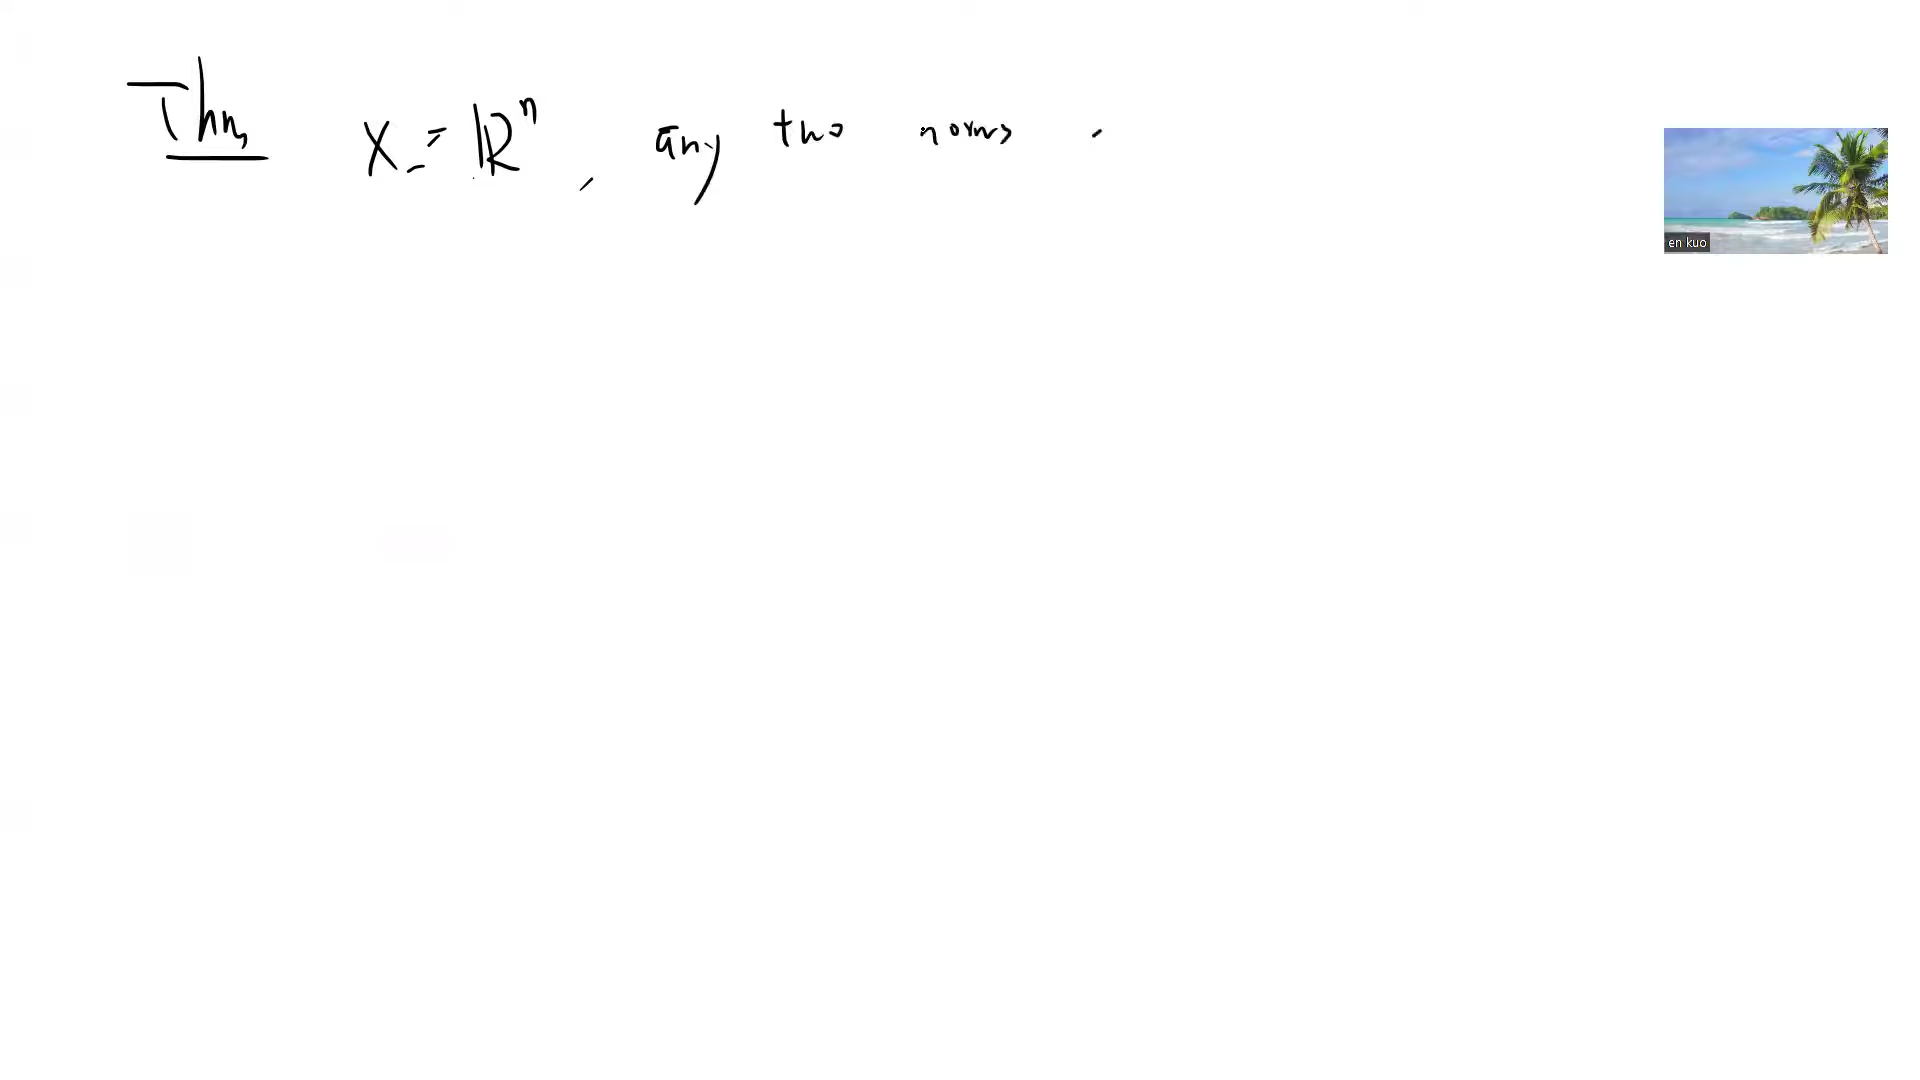 Thm X = ℝⁿ, any two norms
en kuo